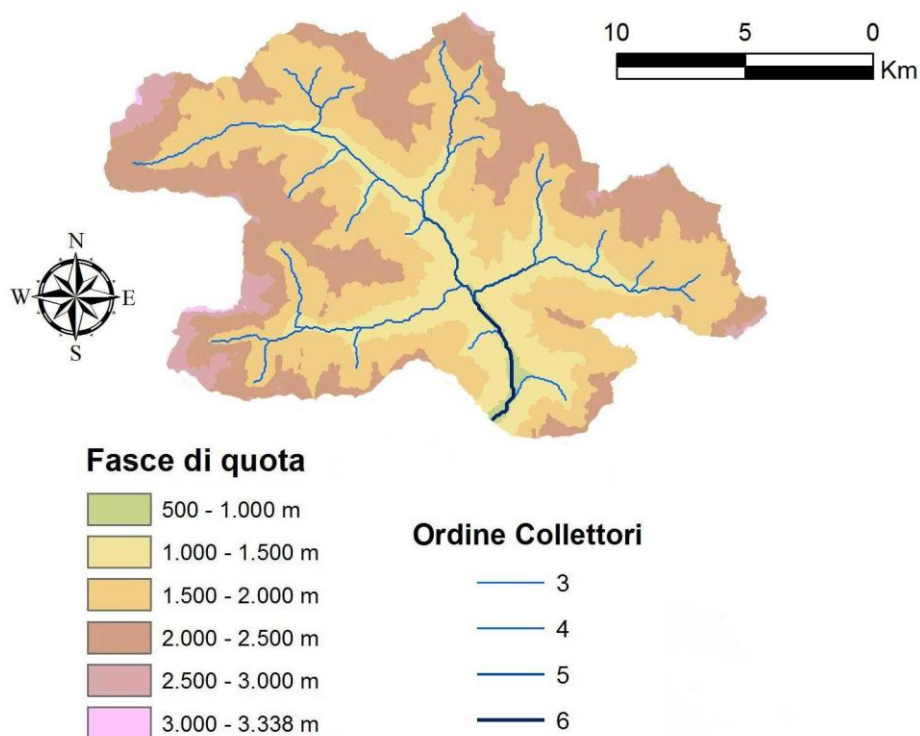 10 5 0
Km
N
W E
S
Fasce di quota
500 - 1.000 m
1.000 - 1.500 m
1.500 - 2.000 m
2.000 - 2.500 m
2.500 - 3.000 m
3.000 - 3.338 m
Ordine Collettori
3
4
5
6